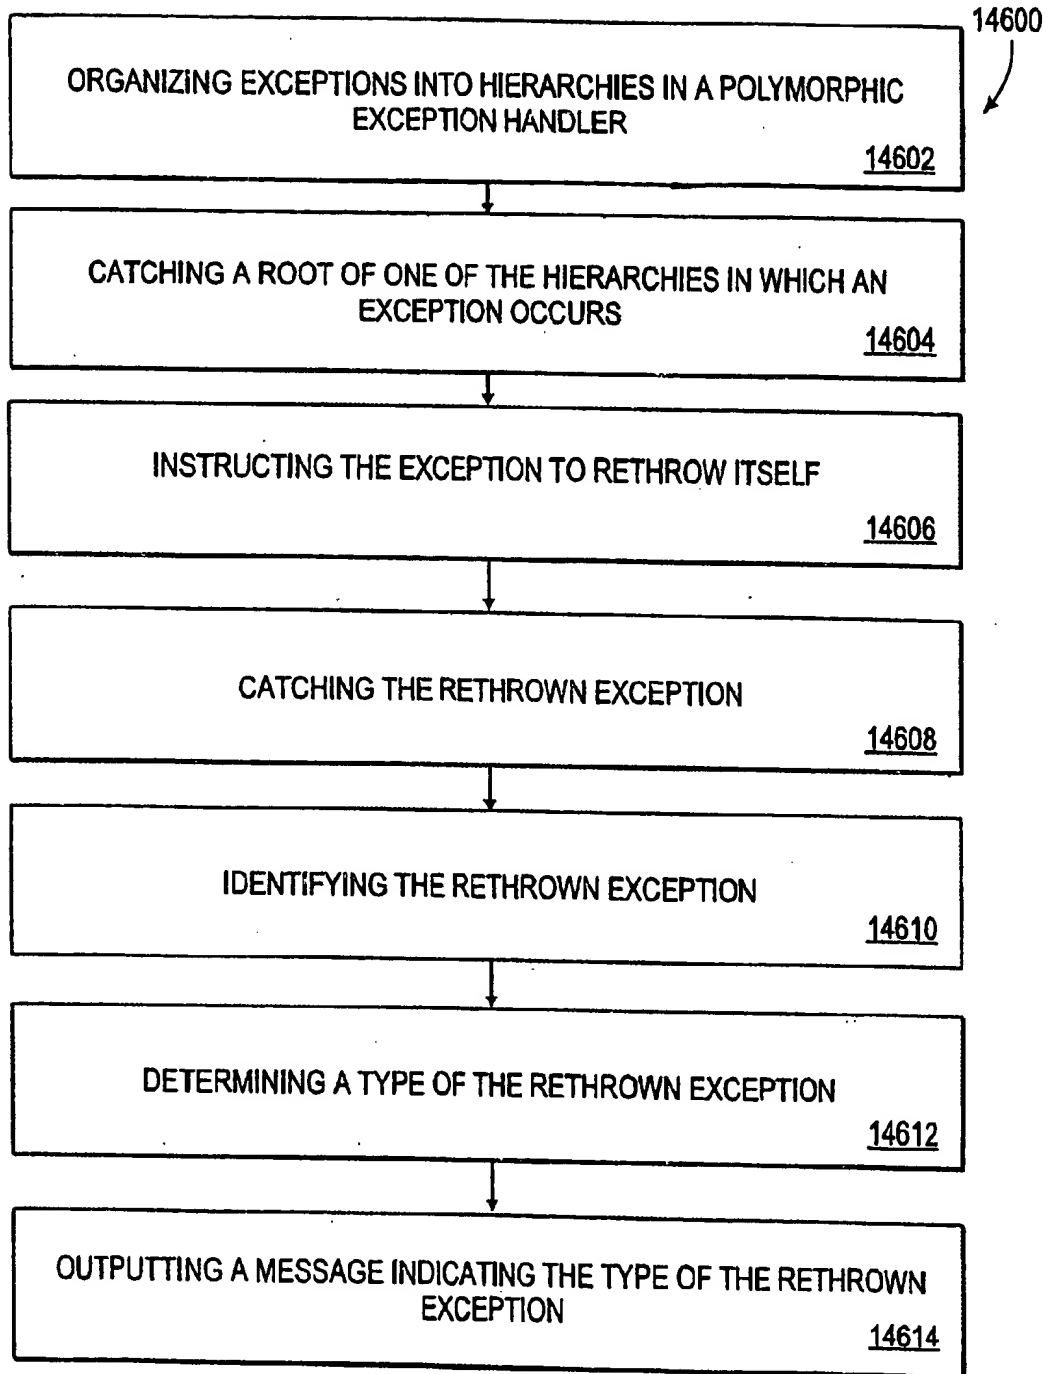 14600
ORGANIZING EXCEPTIONS INTO HIERARCHIES IN A POLYMORPHIC
EXCEPTION HANDLER
14602
CATCHING A ROOT OF ONE OF THE HIERARCHIES IN WHICH AN
EXCEPTION OCCURS
14604
INSTRUCTING THE EXCEPTION TO RETHROW ITSELF
14606
CATCHING THE RETHROWN EXCEPTION
14608
IDENTIFYING THE RETHROWN EXCEPTION
14610
DETERMINING A TYPE OF THE RETHROWN EXCEPTION
14612
OUTPUTTING A MESSAGE INDICATING THE TYPE OF THE RETHROWN
EXCEPTION
14614